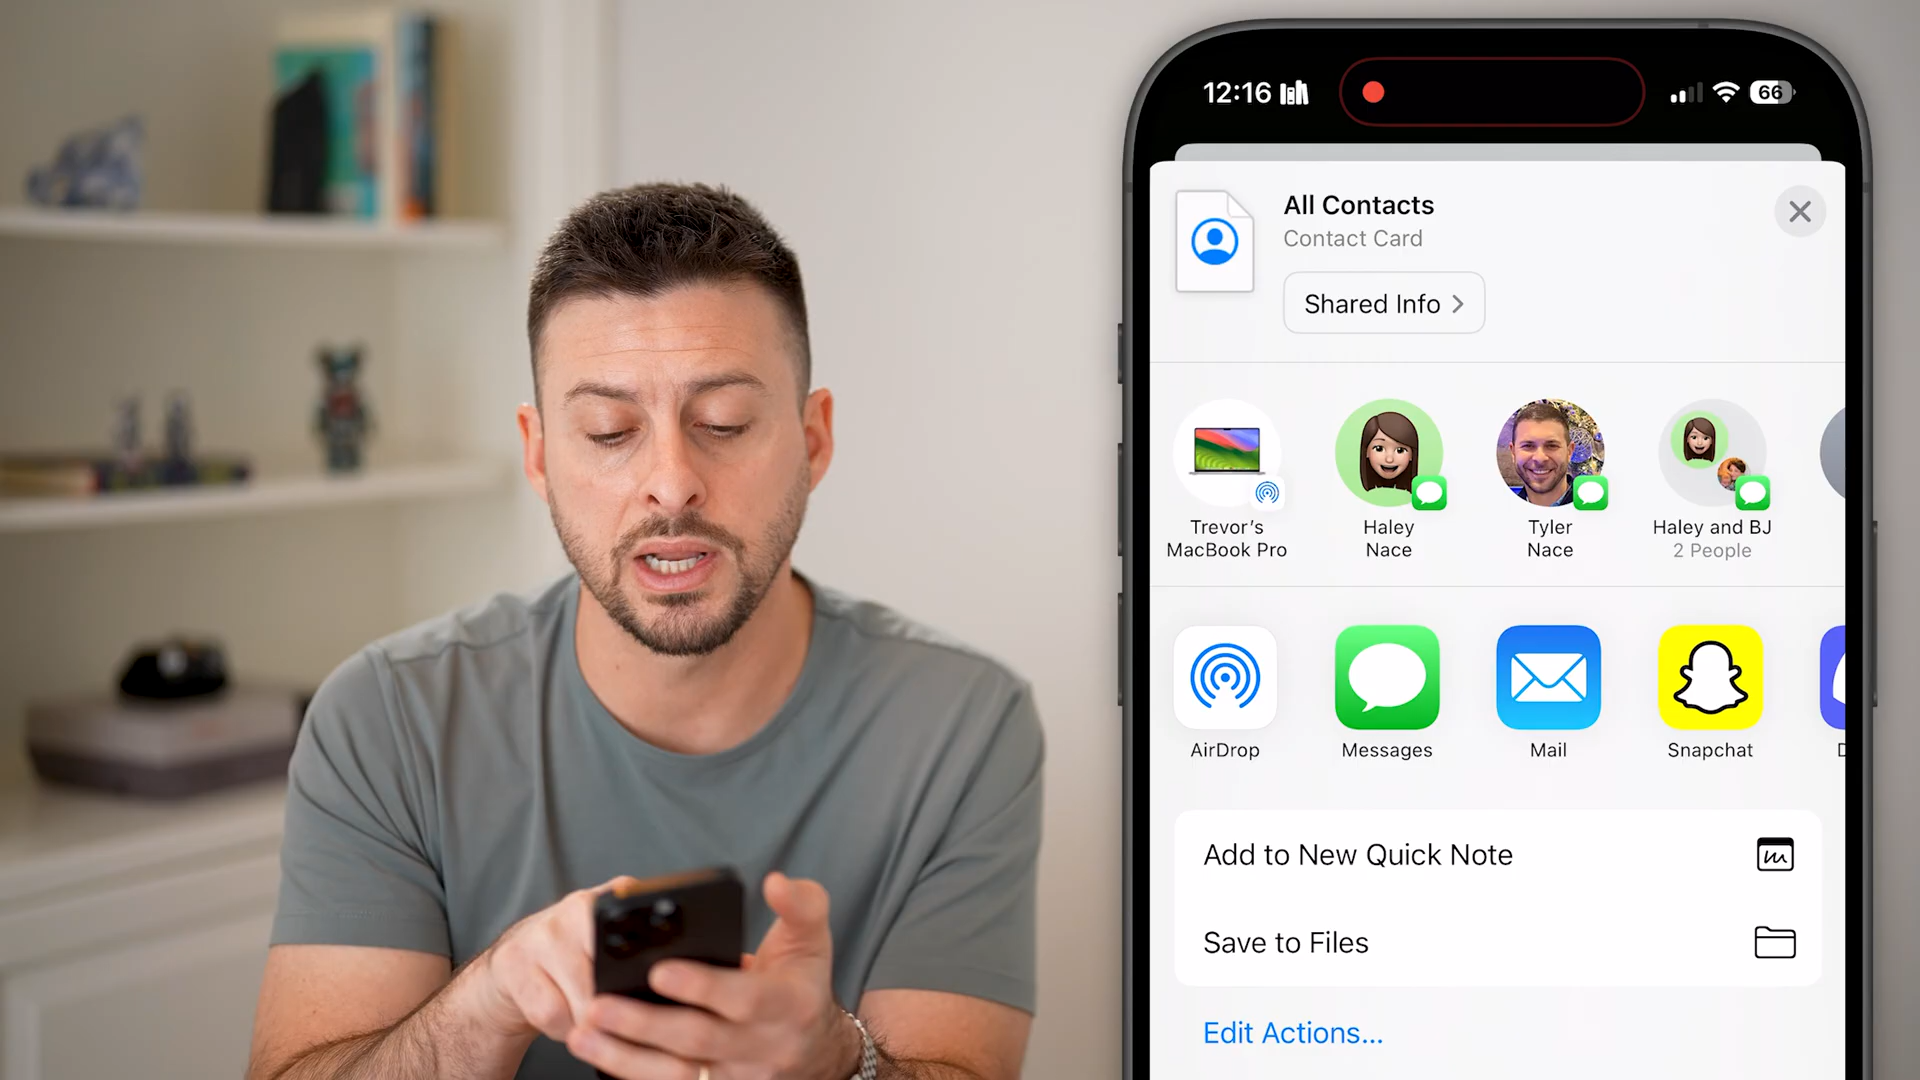 12:16
66
All Contacts
Contact Card
Shared Info
Trevor's
MacBook Pro
Haley
Nace
Tyler
Nace
Haley and BJ
2 People
AirDrop
Messages
Mail
Snapchat
Add to New Quick Note
Save to Files
Edit Actions...